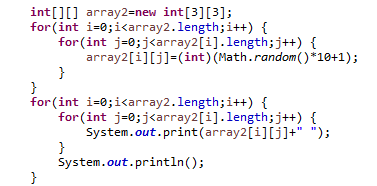 int[][] array2=new int[3][3];
for(int i=0;i<array2.length;i++) {
    for(int j=0;j<array2[i].length;j++) {
        array2[i][j]=(int)(Math.random()*10+1);
    }
}
for(int i=0;i<array2.length;i++) {
    for(int j=0;j<array2[i].length;j++) {
        System.out.print(array2[i][j]+" ");
    }
    System.out.println();
}